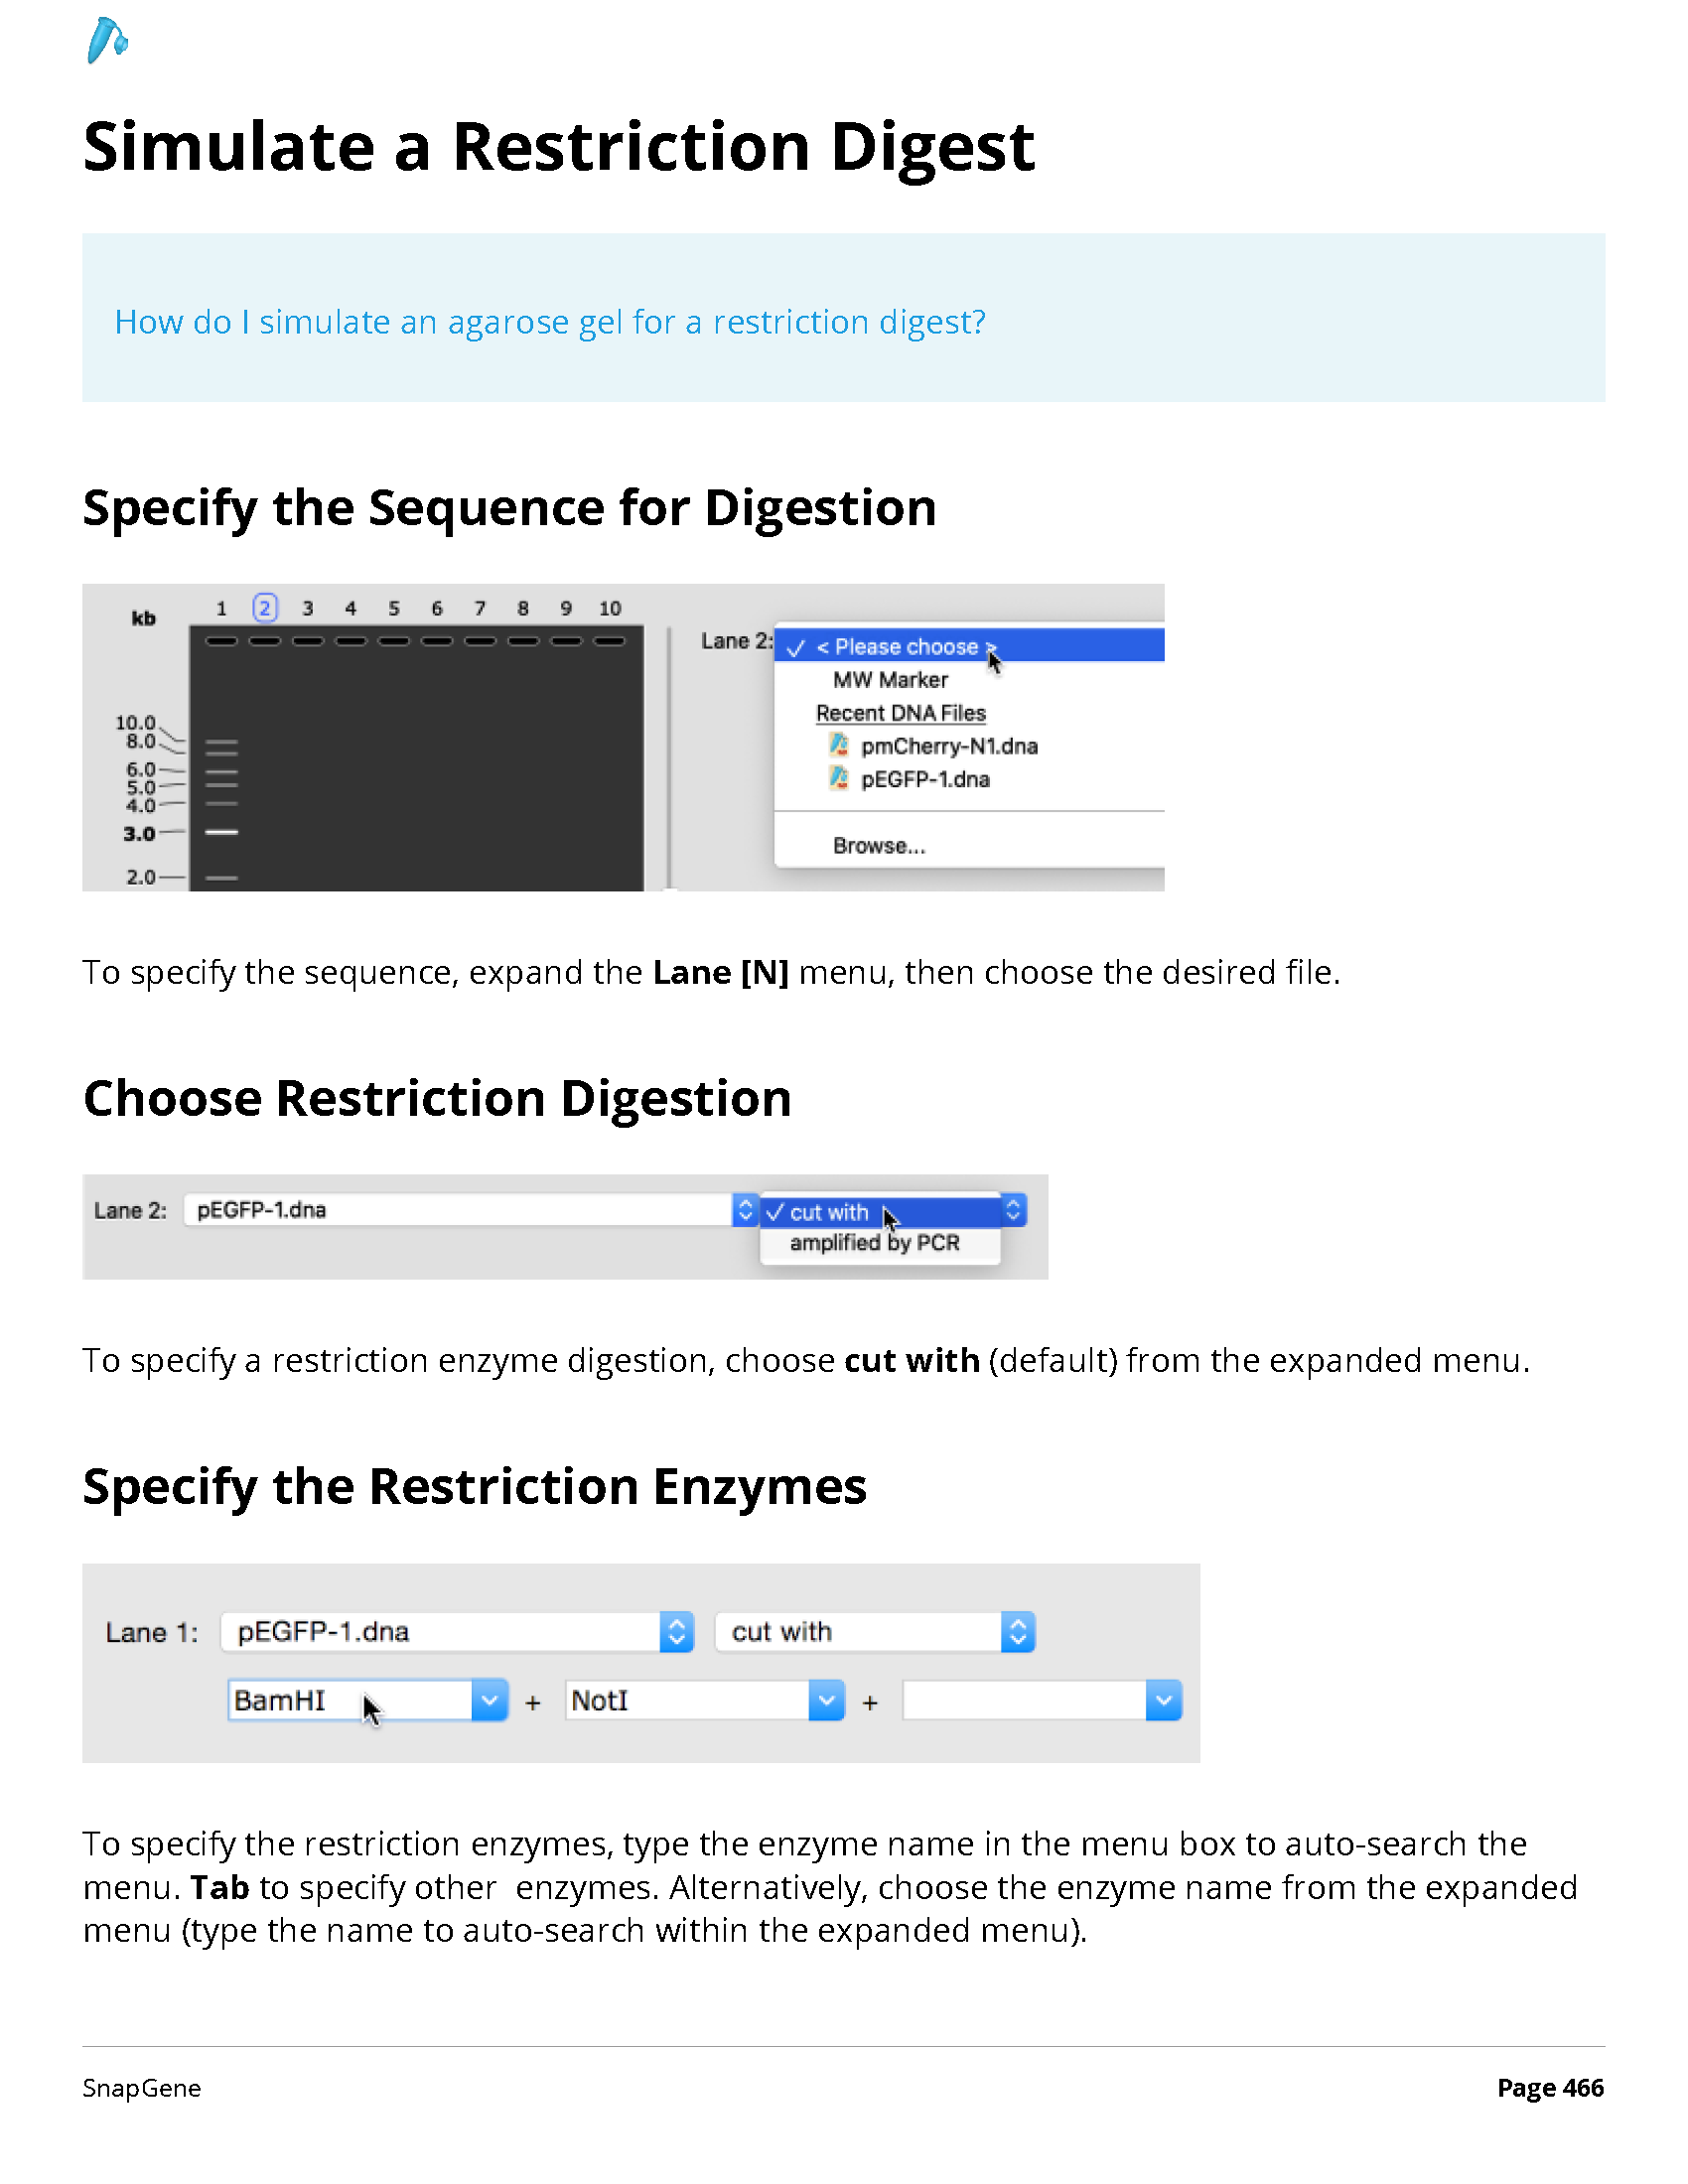 Simulate a Restriction Digest
How do I simulate an agarose gel for a restriction digest?
Specify the Sequence for Digestion
kb 1 2 3 4 5 6 7 8 9 10
10.0
8.0
6.0
5.0
4.0
3.0
2.0
Lane 2: ✓ < Please choose >
MW Marker
Recent DNA Files
pmCherry-N1.dna
pEGFP-1.dna
Browse...
To specify the sequence, expand the Lane [N] menu, then choose the desired file.
Choose Restriction Digestion
Lane 2: pEGFP-1.dna ✓ cut with
amplified by PCR
To specify a restriction enzyme digestion, choose cut with (default) from the expanded menu.
Specify the Restriction Enzymes
Lane 1: pEGFP-1.dna cut with
BamHI + NotI +
To specify the restriction enzymes, type the enzyme name in the menu box to auto-search the
menu. Tab to specify other  enzymes. Alternatively, choose the enzyme name from the expanded
menu (type the name to auto-search within the expanded menu).
SnapGene Page 466